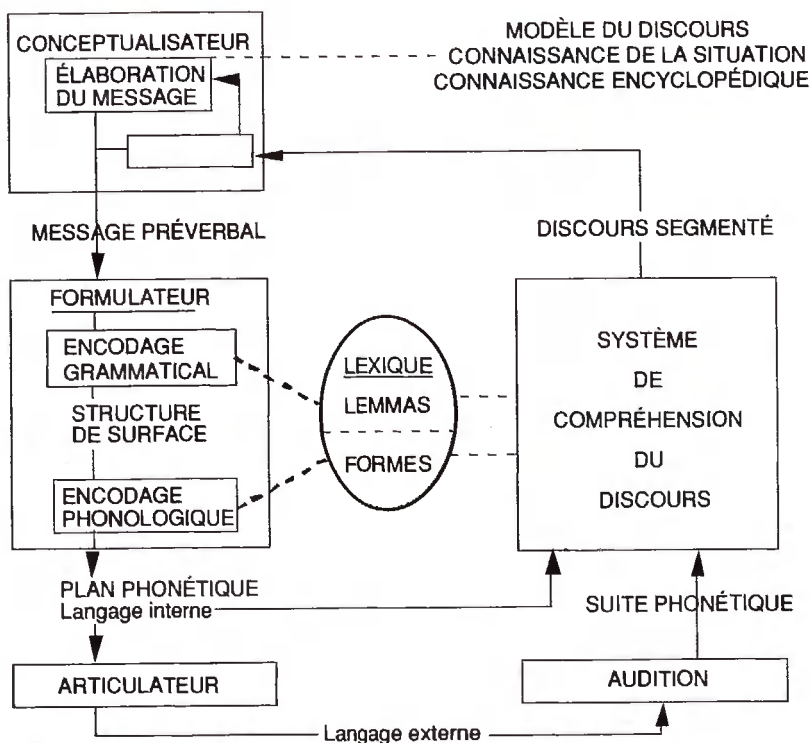 CONCEPTUALISATEUR
ÉLABORATION
DU MESSAGE
MODÈLE DU DISCOURS
CONNAISSANCE DE LA SITUATION
CONNAISSANCE ENCYCLOPÉDIQUE
MESSAGE PRÉVERBAL
DISCOURS SEGMENTÉ
FORMULATEUR
ENCODAGE
GRAMMATICAL
STRUCTURE
DE SURFACE
ENCODAGE
PHONOLOGIQUE
LEXIQUE
LEMMAS
FORMES
SYSTÈME
DE
COMPRÉHENSION
DU
DISCOURS
PLAN PHONÉTIQUE
Langage interne
SUITE PHONÉTIQUE
ARTICULATEUR
AUDITION
Langage externe